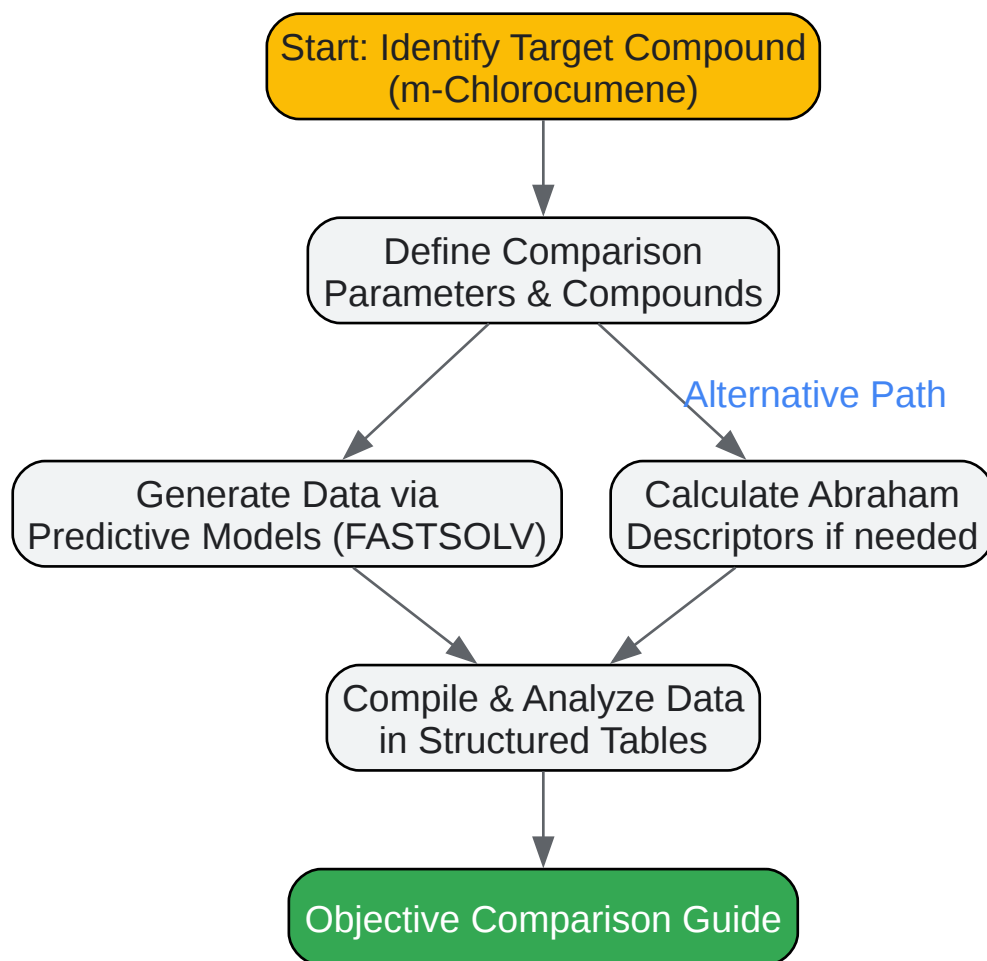 Start: Identify Target Compound
(m-Chlorocumene)
Define Comparison
Parameters & Compounds
Alternative Path
Generate Data via
Predictive Models (FASTSOLV)
Calculate Abraham
Descriptors if needed
Compile & Analyze Data
in Structured Tables
Objective Comparison Guide